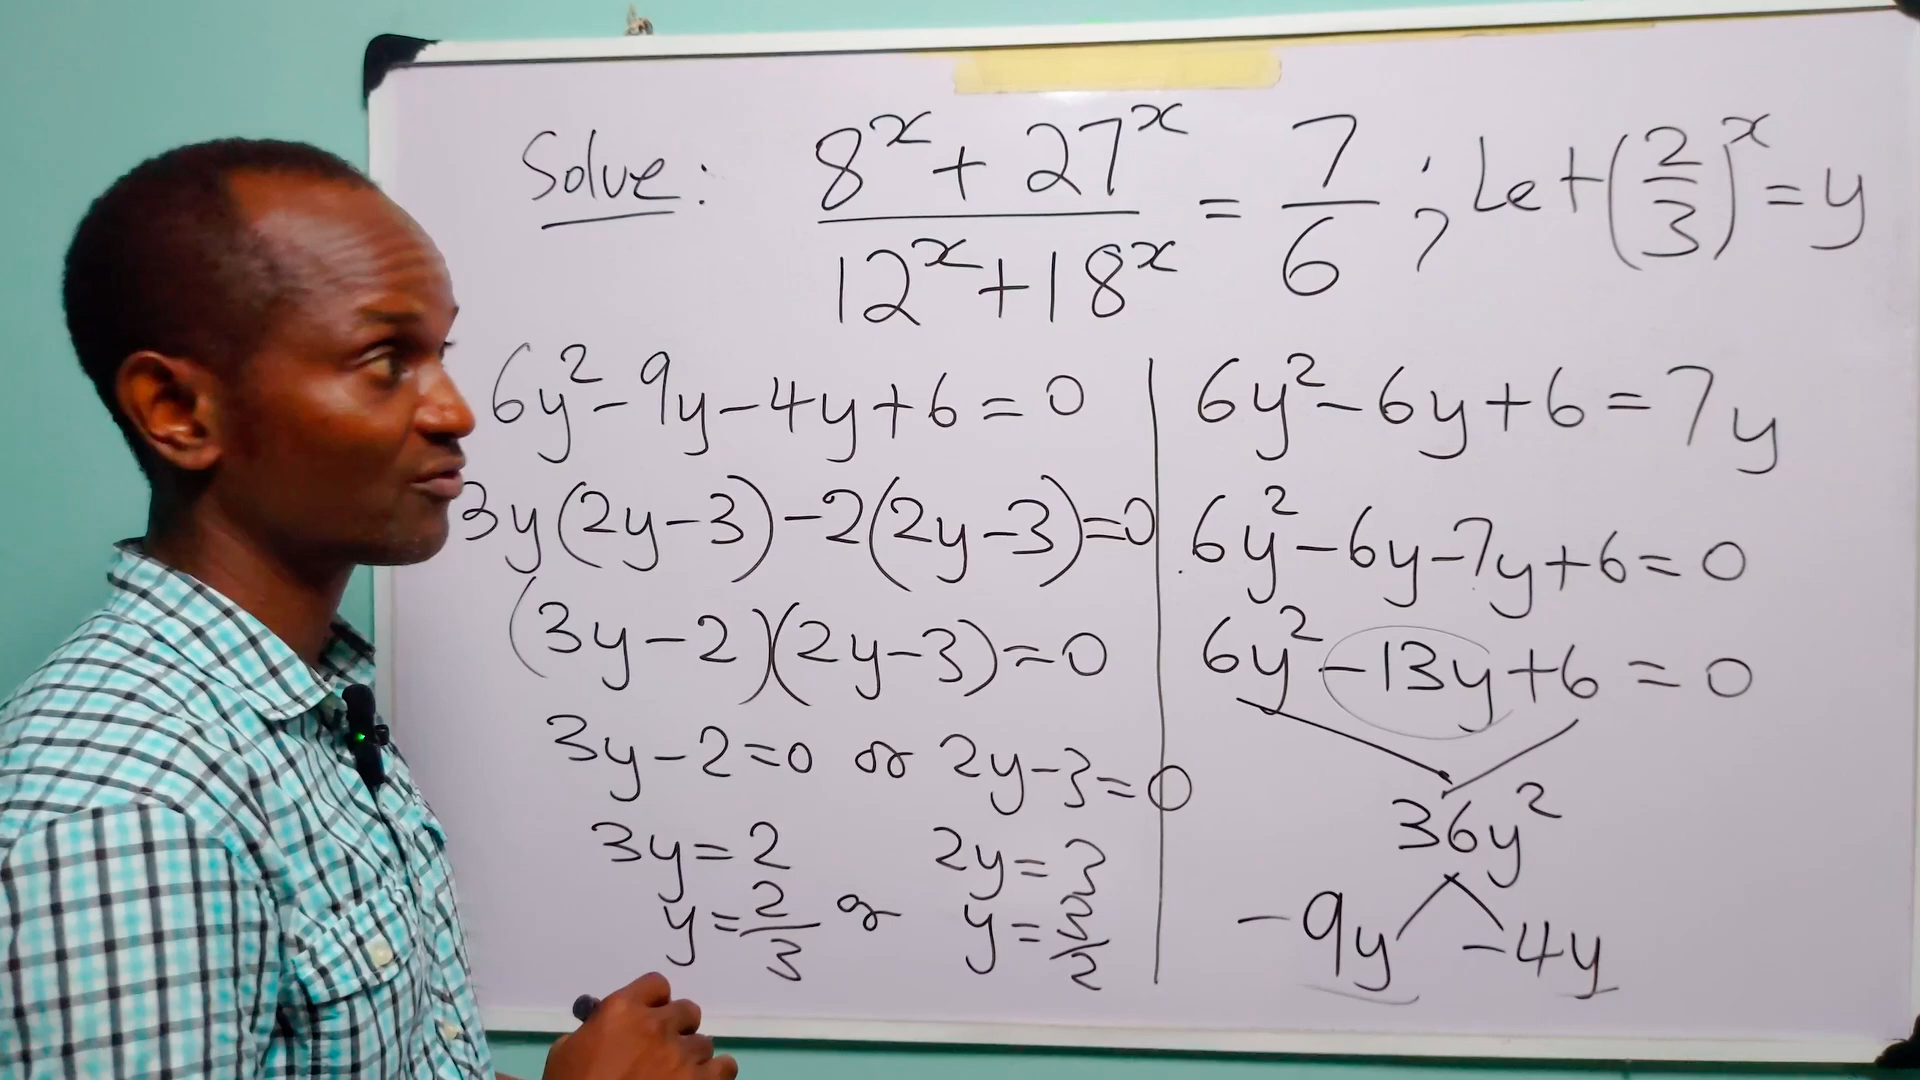 Solve: 8^x + 27^x / 12^x + 18^x = 7/6 ; Let (2/3)^x = y
6y² - 9y - 4y + 6 = 0
3y(2y - 3) - 2(2y - 3) = 0
(3y - 2)(2y - 3) = 0
3y - 2 = 0 or 2y - 3 = 0
3y = 2 2y = 3
y = 2/3 or y = 3/2
6y² - 6y + 6 = 7y
6y² - 6y - 7y + 6 = 0
6y² - 13y + 6 = 0
36y²
-9y -4y